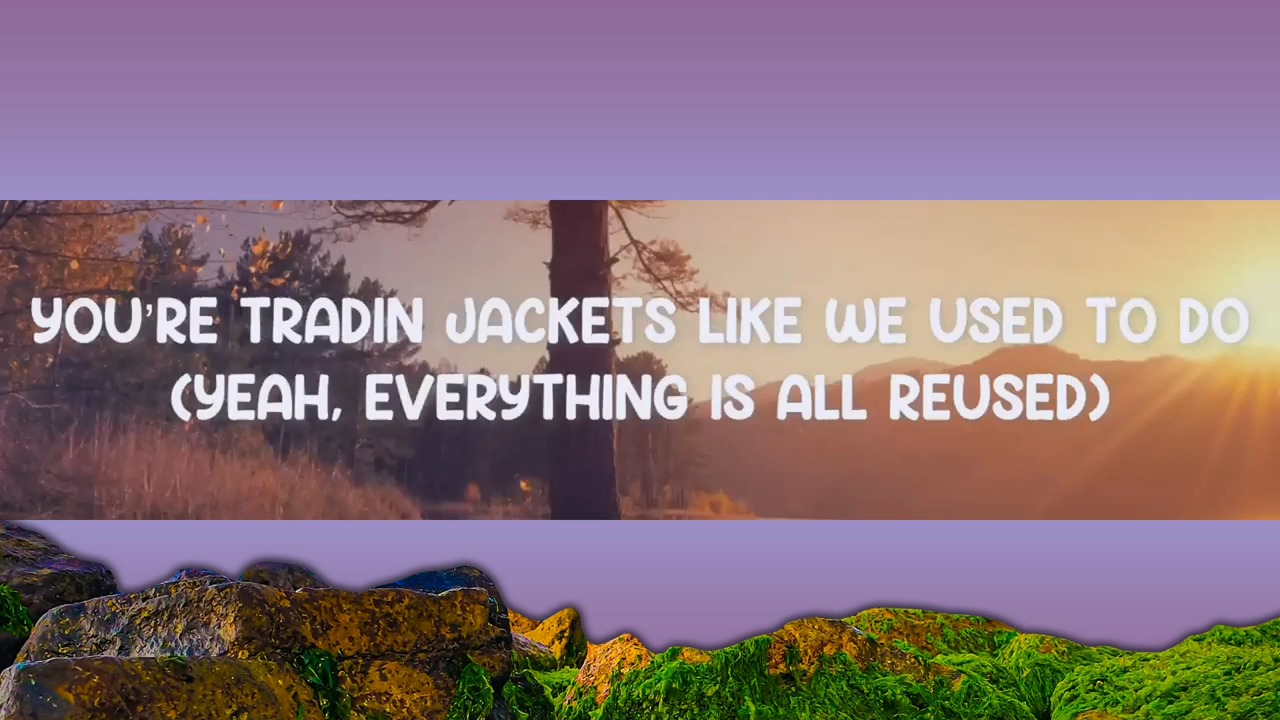 YOU'RE TRADIN JACKETS LIKE WE USED TO DO
(YEAH, EVERYTHING IS ALL REUSED)